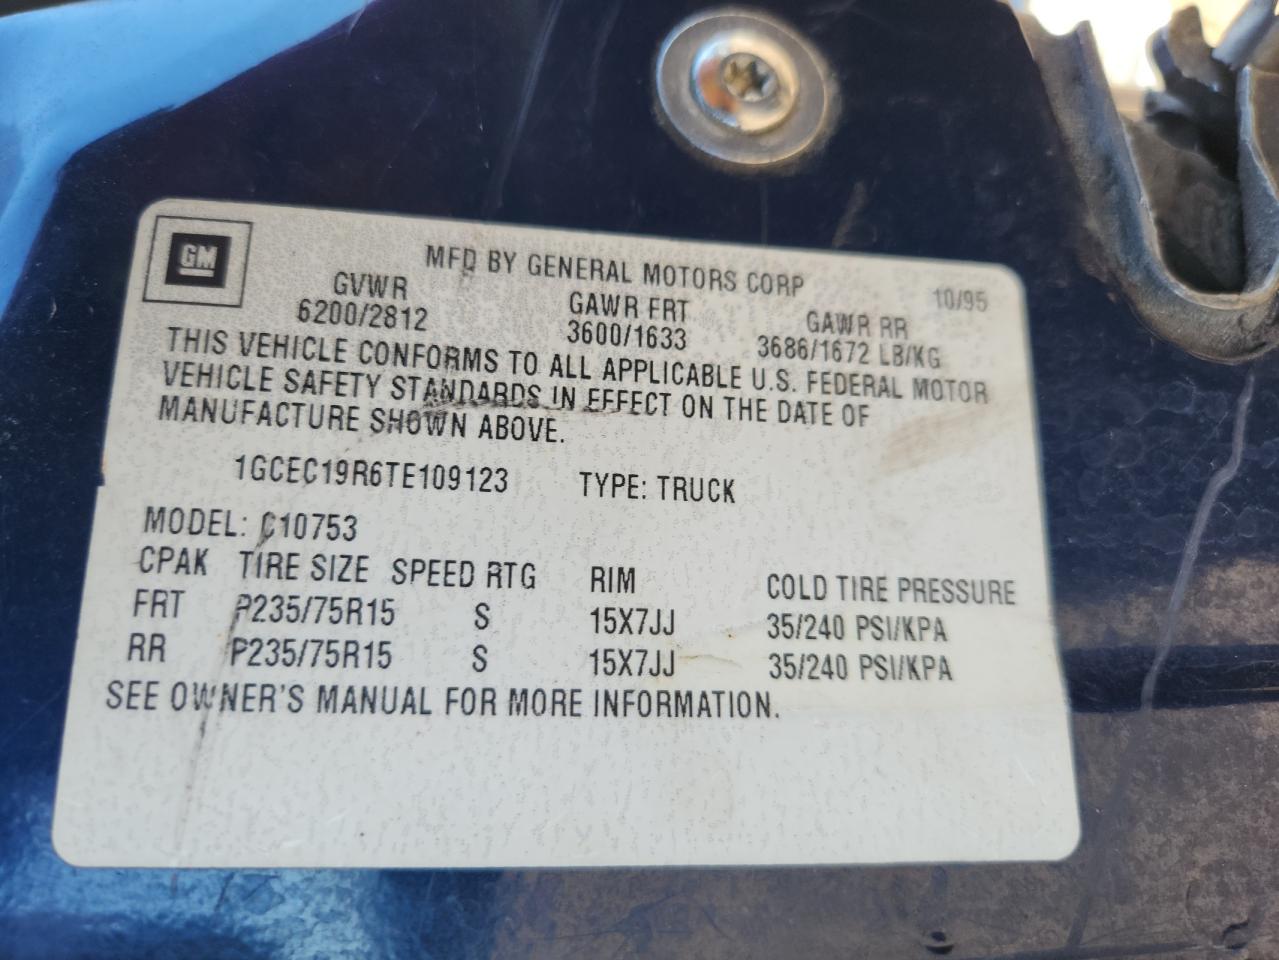 GM
MFD BY GENERAL MOTORS CORP 10/95
GVWR GAWR FRT GAWR RR
6200/2812 3600/1633 3686/1672 LB/KG
THIS VEHICLE CONFORMS TO ALL APPLICABLE U.S. FEDERAL MOTOR
VEHICLE SAFETY STANDARDS IN EFFECT ON THE DATE OF
MANUFACTURE SHOWN ABOVE.
1GCEC19R6TE109123 TYPE: TRUCK
MODEL: C10753
CPAK TIRE SIZE SPEED RTG RIM COLD TIRE PRESSURE
FRT P235/75R15 S 15X7JJ 35/240 PSI/KPA
RR P235/75R15 S 15X7JJ 35/240 PSI/KPA
SEE OWNER'S MANUAL FOR MORE INFORMATION.